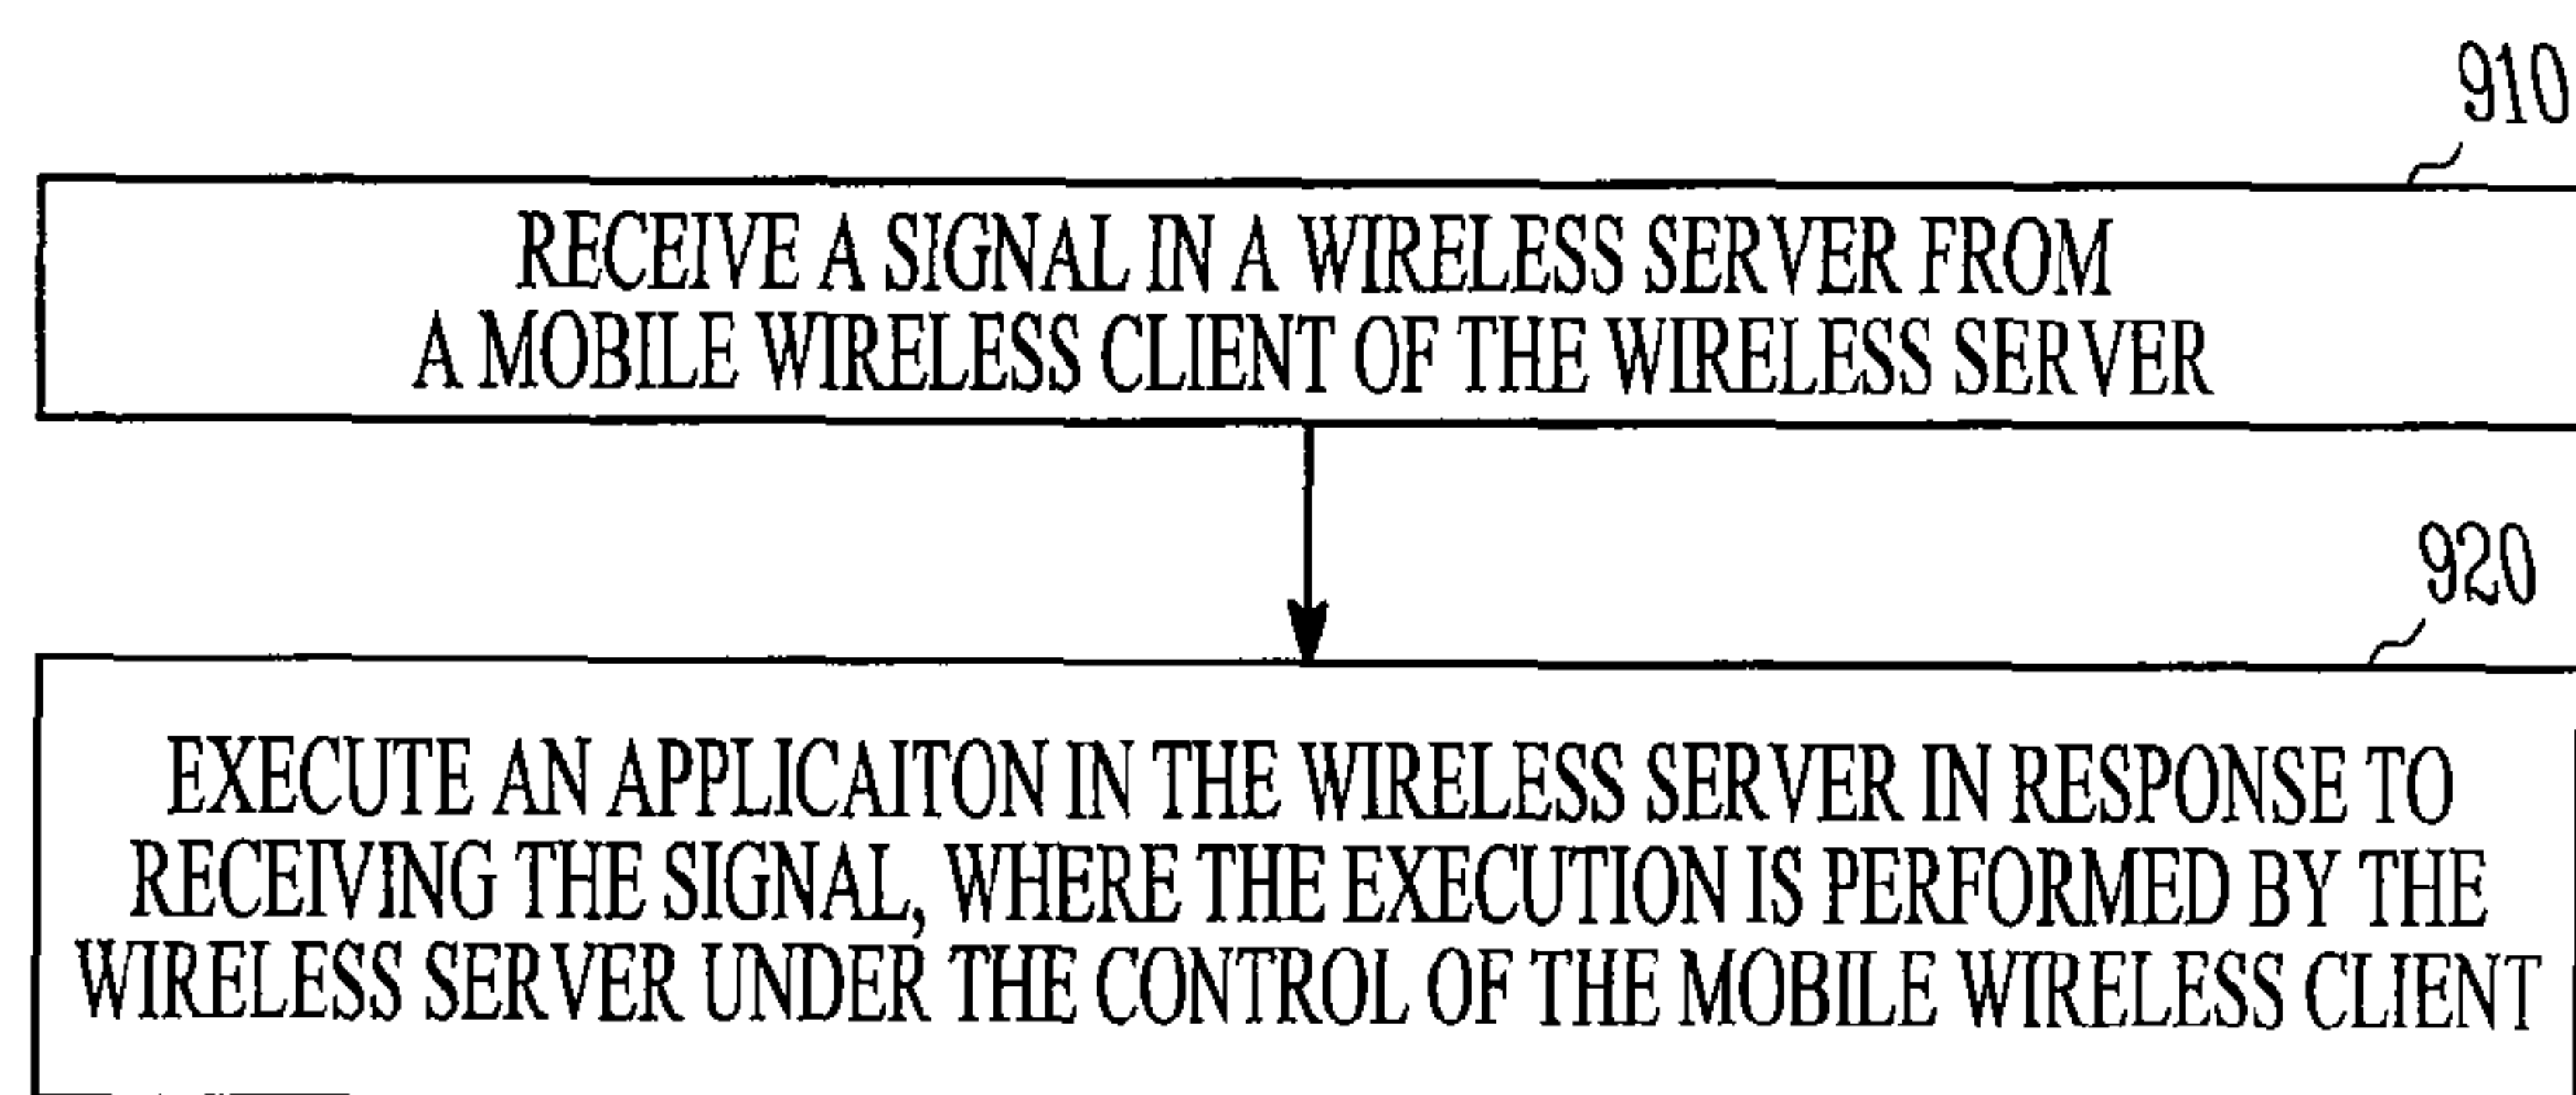 910
RECEIVE A SIGNAL IN A WIRELESS SERVER FROM
A MOBILE WIRELESS CLIENT OF THE WIRELESS SERVER
920
EXECUTE AN APPLICAITON IN THE WIRELESS SERVER IN RESPONSE TO
RECEIVING THE SIGNAL, WHERE THE EXECUTION IS PERFORMED BY THE
WIRELESS SERVER UNDER THE CONTROL OF THE MOBILE WIRELESS CLIENT